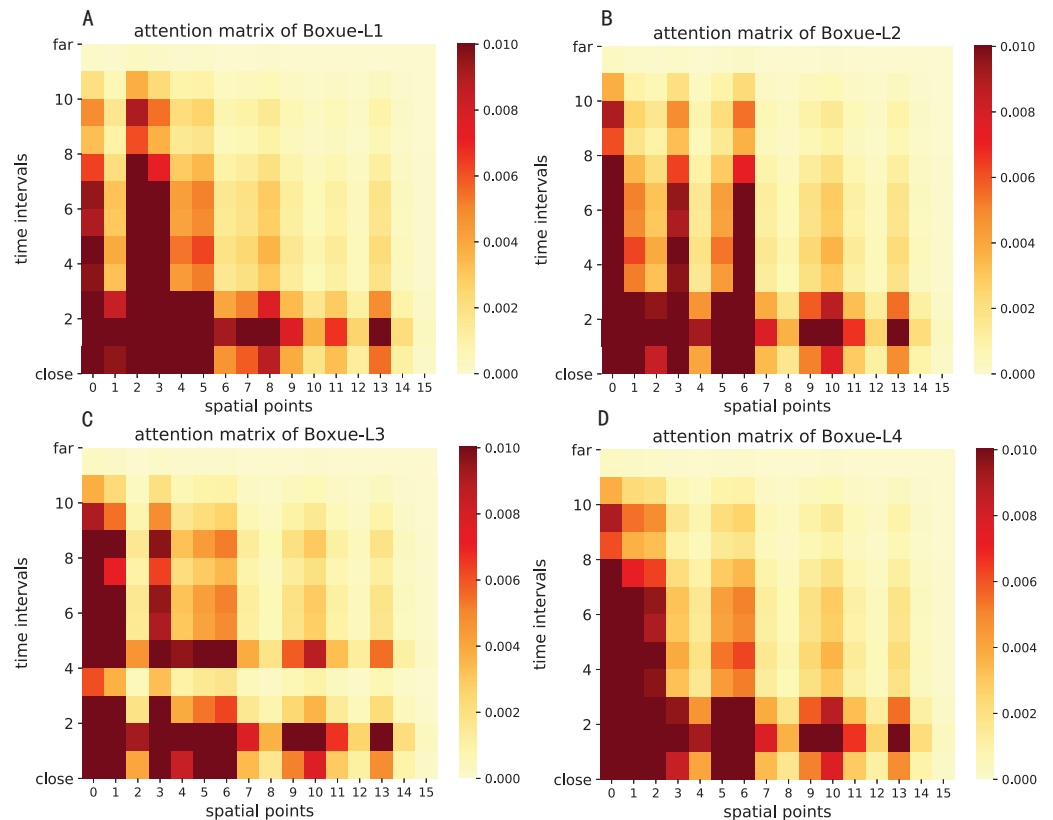 A
attention matrix of Boxue-L1
far
10
8
6
4
2
close
time intervals
0 1 2 3 4 5 6 7 8 9 10 11 12 13 14 15
spatial points
0.010
0.008
0.006
0.004
0.002
0.000
B
attention matrix of Boxue-L2
far
10
8
6
4
2
close
time intervals
0 1 2 3 4 5 6 7 8 9 10 11 12 13 14 15
spatial points
0.010
0.008
0.006
0.004
0.002
0.000
C
attention matrix of Boxue-L3
far
10
8
6
4
2
close
time intervals
0 1 2 3 4 5 6 7 8 9 10 11 12 13 14 15
spatial points
0.010
0.008
0.006
0.004
0.002
0.000
D
attention matrix of Boxue-L4
far
10
8
6
4
2
close
time intervals
0 1 2 3 4 5 6 7 8 9 10 11 12 13 14 15
spatial points
0.010
0.008
0.006
0.004
0.002
0.000